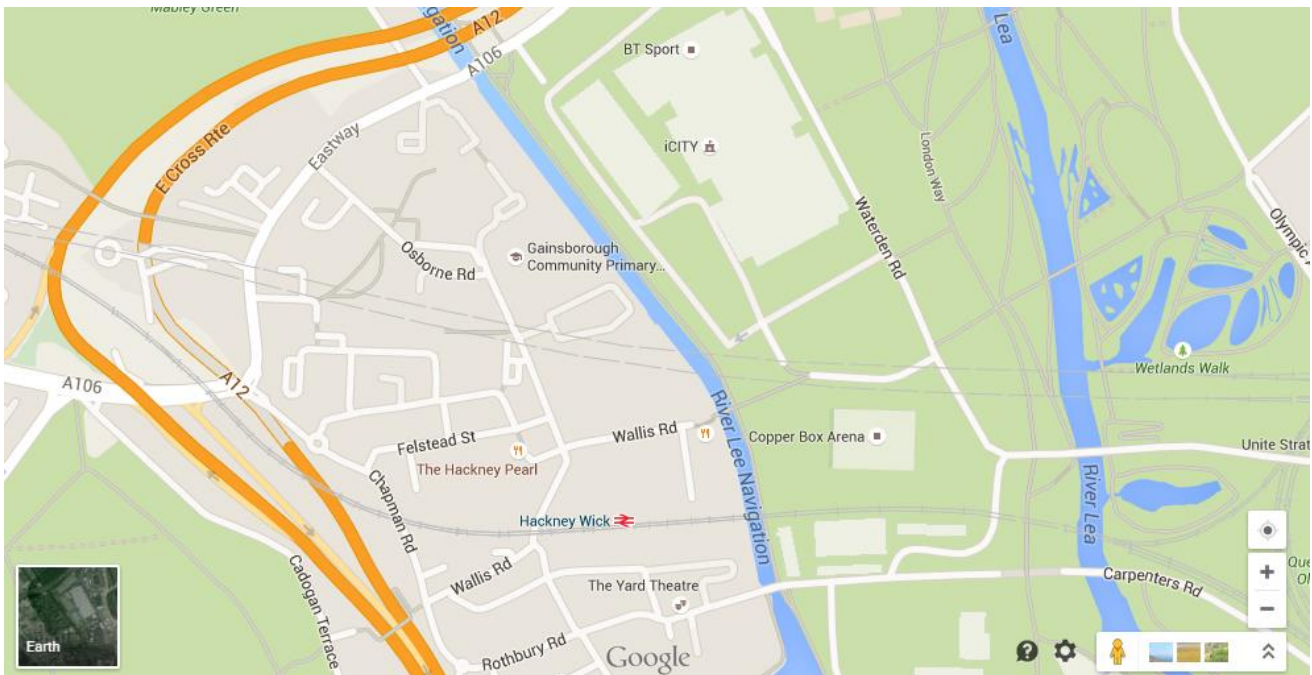 Mabley Green
gation
A12
A106
BT Sport
Lea
E Cross Rte
Eastway
iCITY
London Way
Waterden Rd
Olympic A
Osborne Rd
Gainsborough
Community Primary...
Wetlands Walk
A106
A12
River Lee Navigation
Felstead St
Wallis Rd
Copper Box Arena
Unite Strat
The Hackney Pearl
Chapman Rd
River Lea
Hackney Wick
Cadogan Terrace
Wallis Rd
The Yard Theatre
Carpenters Rd
Que
Ol
Earth
Rothbury Rd
Google